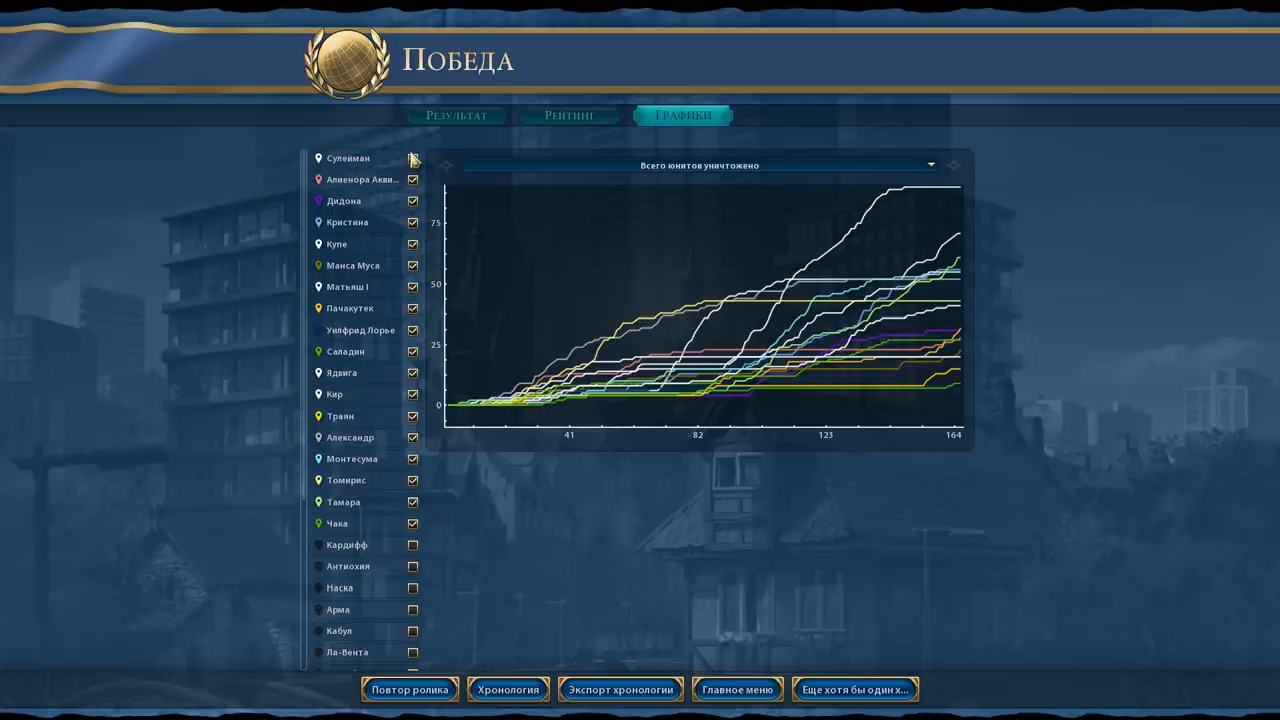 Победа
Результат
Рейтинг
Графики
Сулейман
Алиенора Акви...
Дидона
Кристина
Купе
Манса Муса
Матьяш I
Пачакутек
Уилфрид Лорье
Саладин
Ядвига
Кир
Траян
Александр
Монтесума
Томирис
Тамара
Чака
Кардифф
Антиохия
Наска
Арма
Кабул
Ла-Вента
Всего юнитов уничтожено
75
50
25
0
41
82
123
164
Повтор ролика
Хронология
Экспорт хронологии
Главное меню
Еще хотя бы один х...